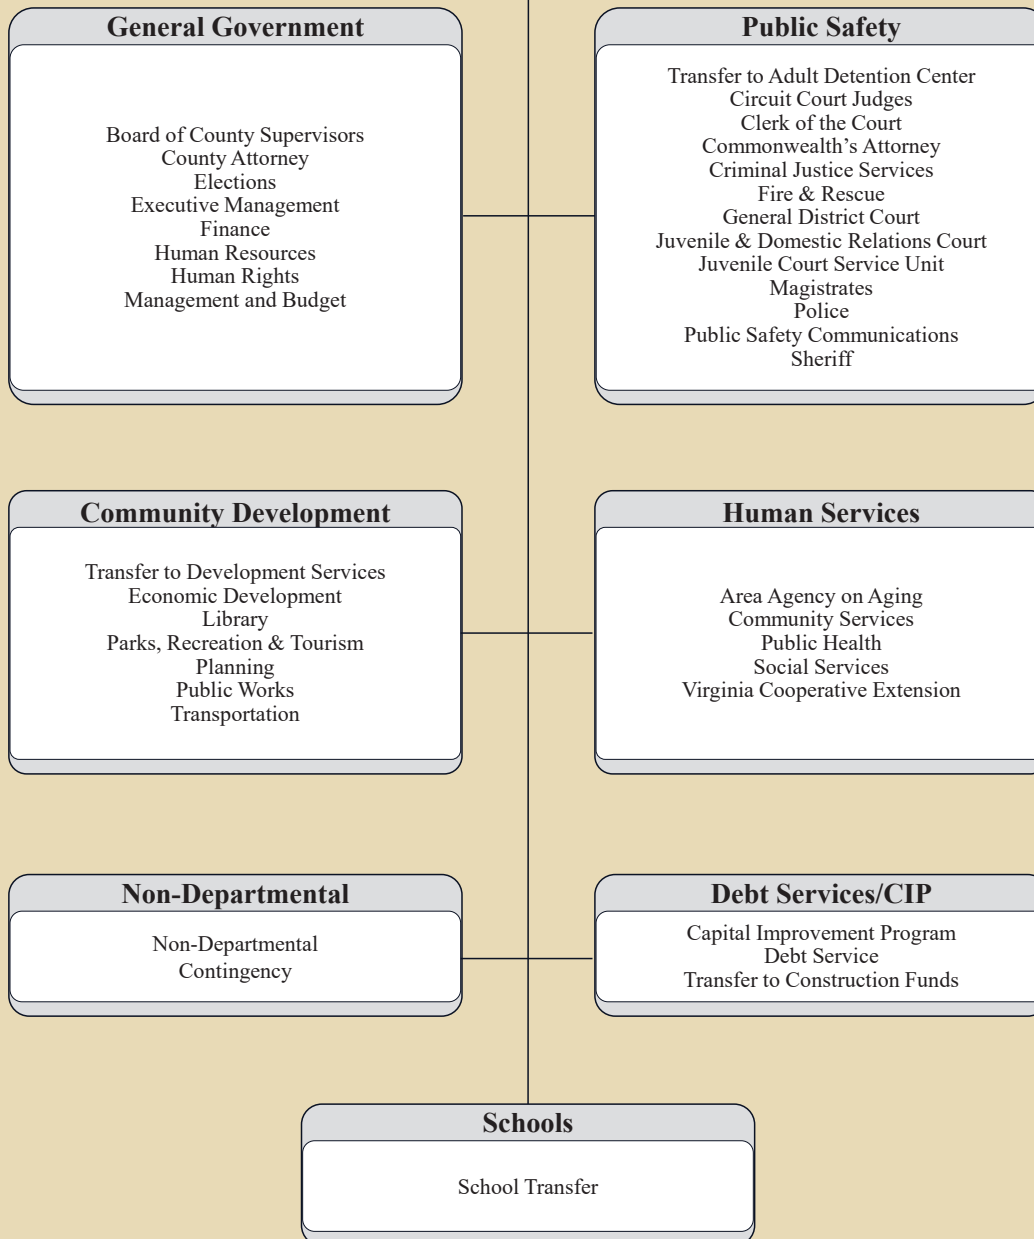 General Government
Board of County Supervisors
County Attorney
Elections
Executive Management
Finance
Human Resources
Human Rights
Management and Budget
Public Safety
Transfer to Adult Detention Center
Circuit Court Judges
Clerk of the Court
Commonwealth’s Attorney
Criminal Justice Services
Fire & Rescue
General District Court
Juvenile & Domestic Relations Court
Juvenile Court Service Unit
Magistrates
Police
Public Safety Communications
Sheriff
Community Development
Transfer to Development Services
Economic Development
Library
Parks, Recreation & Tourism
Planning
Public Works
Transportation
Human Services
Area Agency on Aging
Community Services
Public Health
Social Services
Virginia Cooperative Extension
Non-Departmental
Non-Departmental
Contingency
Debt Services/CIP
Capital Improvement Program
Debt Service
Transfer to Construction Funds
Schools
School Transfer